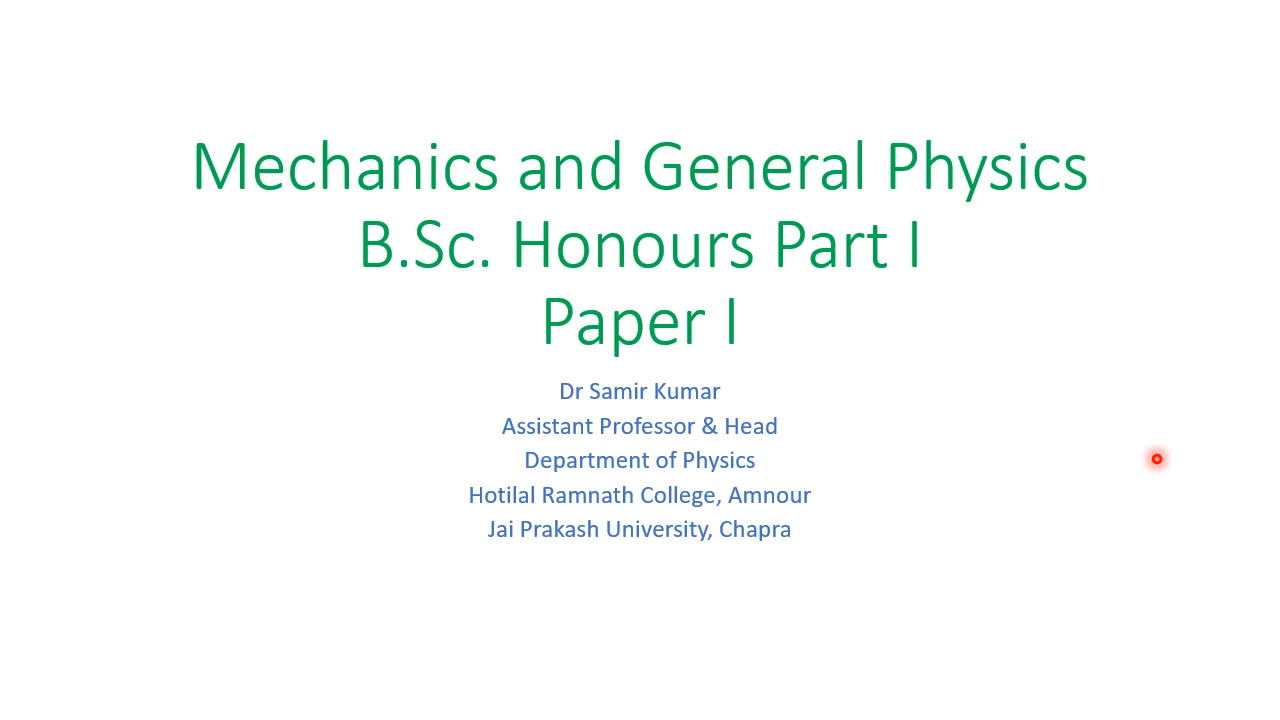 Mechanics and General Physics
B.Sc. Honours Part I
Paper I
Dr Samir Kumar
Assistant Professor & Head
Department of Physics
Hotilal Ramnath College, Amnour
Jai Prakash University, Chapra